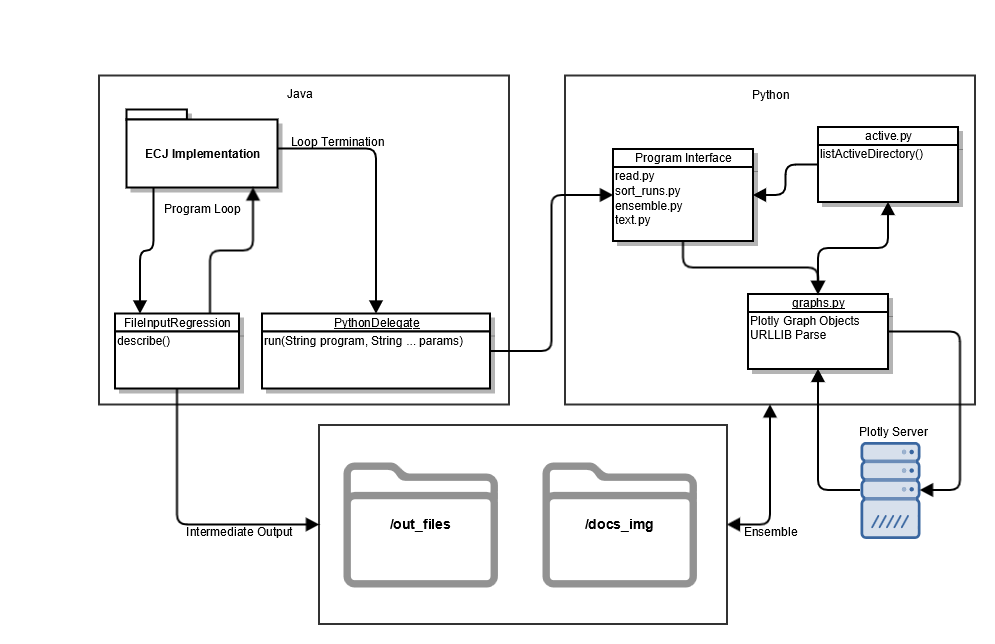 Java
ECJ Implementation
Loop Termination
Program Loop
FileInputRegression
describe()
PythonDelegate
run(String program, String ... params)
Python
Program Interface
read.py
sort_runs.py
ensemble.py
text.py
active.py
listActiveDirectory()
graphs.py
Plotly Graph Objects
URLLIB Parse
Plotly Server
Intermediate Output
/out_files
/docs_img
Ensemble